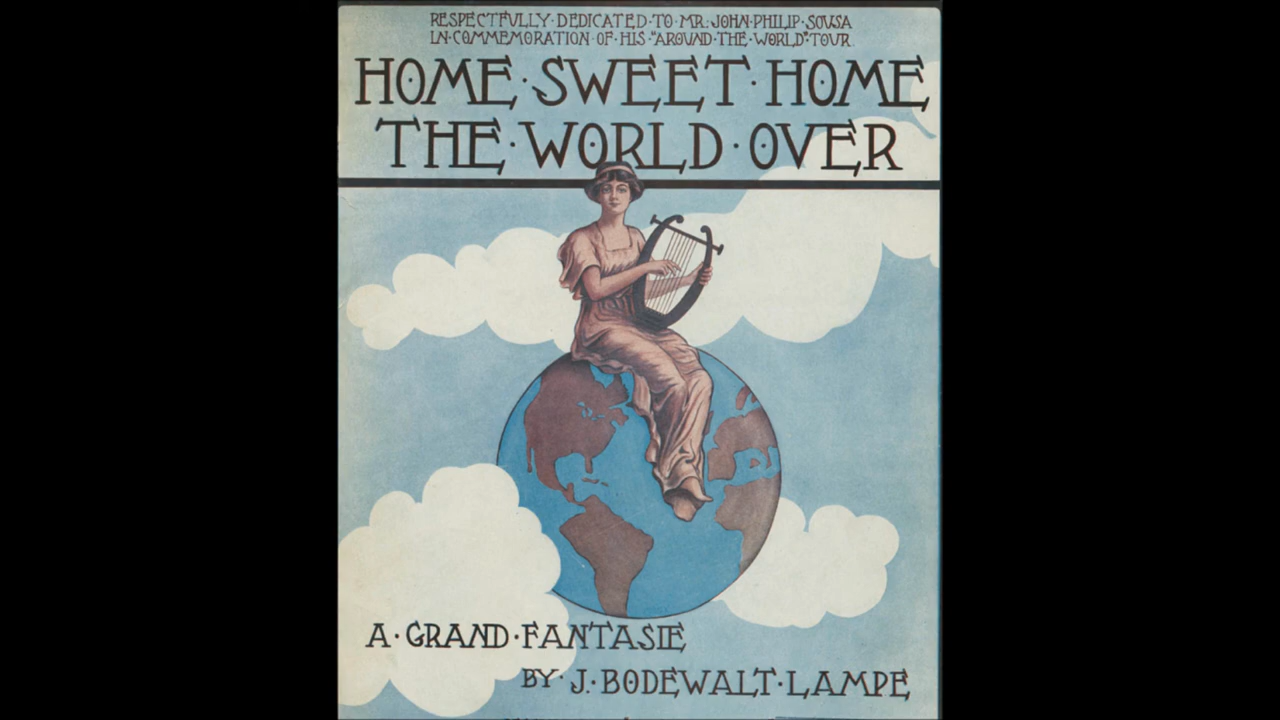 RESPECTFULLY·DEDICATED·TO·MR·JOHN·PHILIP·SOUSA
IN·COMMEMORATION·OF·HIS·"AROUND·THE·WORLD"·TOUR.
HOME·SWEET·HOME
THE·WORLD·OVER
A·GRAND·FANTASIE
BY·J·BODEWALT·LAMPE